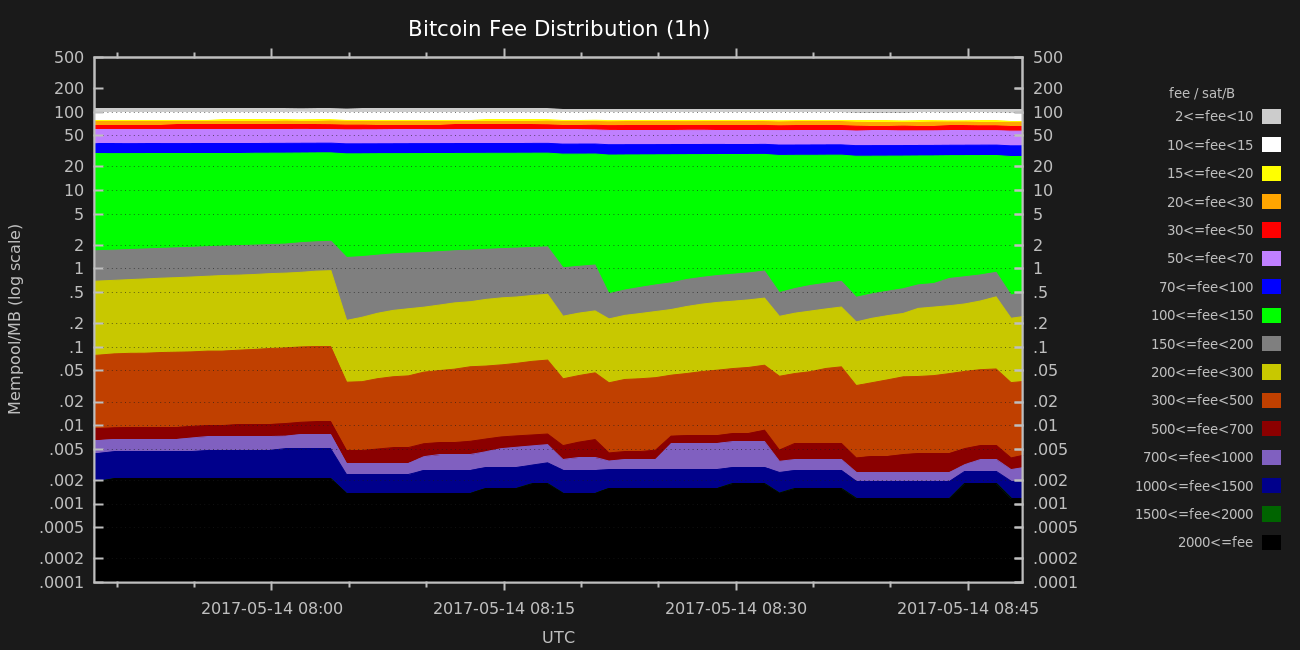 Bitcoin Fee Distribution (1h)
500
200
100
50
20
10
5
2
1
.5
.2
.1
.05
.02
.01
.005
.002
.001
.0005
.0002
.0001
Mempool/MB (log scale)
500
200
100
50
20
10
5
2
1
.5
.2
.1
.05
.02
.01
.005
.002
.001
.0005
.0002
.0001
2017-05-14 08:00
2017-05-14 08:15
2017-05-14 08:30
2017-05-14 08:45
UTC
fee / sat/B
2<=fee<10
10<=fee<15
15<=fee<20
20<=fee<30
30<=fee<50
50<=fee<70
70<=fee<100
100<=fee<150
150<=fee<200
200<=fee<300
300<=fee<500
500<=fee<700
700<=fee<1000
1000<=fee<1500
1500<=fee<2000
2000<=fee